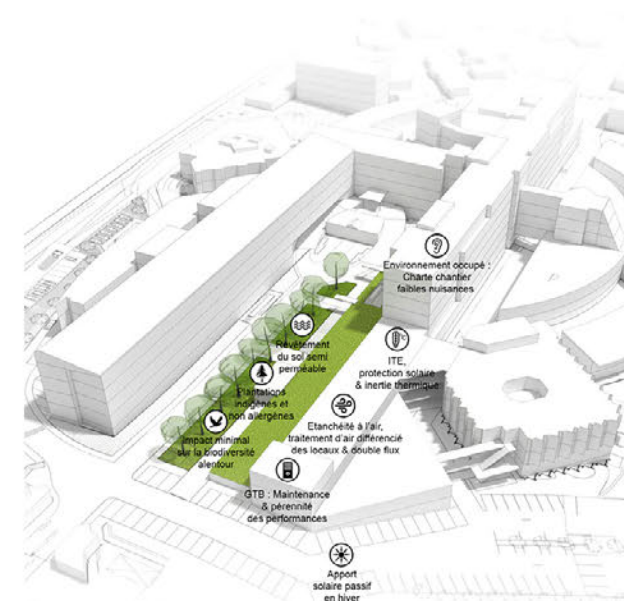 Environnement occupé :
Charte chantier
faibles nuisances
Revêtement
du sol semi
perméable
ITE,
protection solaire
& inertie thermique
Plantations
indigènes et
non allergènes
Etanchéité à l'air,
traitement d'air différencié
des locaux & double flux
Impact minimal
sur la biodiversité
alentour
GTB : Maintenance
& pérennité
des performances
Apport
solaire passif
en hiver